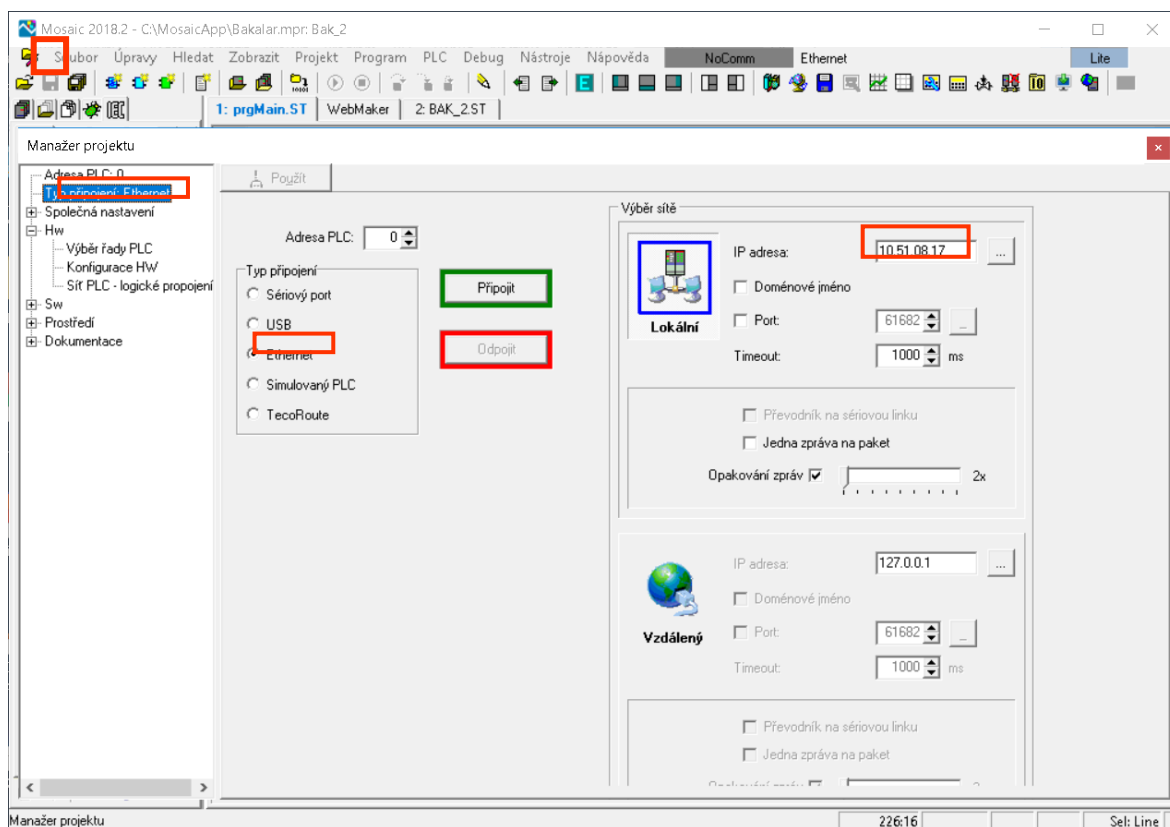 Mosaic 2018.2 - C:\MosaicApp\Bakalar.mpr: Bak_2
Soubor Úpravy Hledat Zobrazit Projekt Program PLC Debug Nástroje Nápověda NoComm Ethernet Lite
1: prgMain.ST WebMaker 2: BAK_2.ST
Manažer projektu
Adresa PLC: 0
Typ připojení: Ethernet
Společná nastavení
Hw
Výběr řady PLC
Konfigurace HW
Síť PLC - logické propojení
Sw
Prostředí
Dokumentace
Použít
Adresa PLC: 0
Typ připojení
Sériový port
USB
Ethernet
Simulovaný PLC
TecoRoute
Připojit
Odpojit
Výběr sítě
Lokální
IP adresa: 10.51.08.17 ...
Doménové jméno
Port: 61682 ...
Timeout: 1000 ms
Převodník na sériovou linku
Jedna zpráva na paket
Opakování zpráv 2x
Vzdálený
IP adresa: 127.0.0.1 ...
Doménové jméno
Port: 61682 ...
Timeout: 1000 ms
Převodník na sériovou linku
Jedna zpráva na paket
Manažer projektu 226:16 Sel: Line